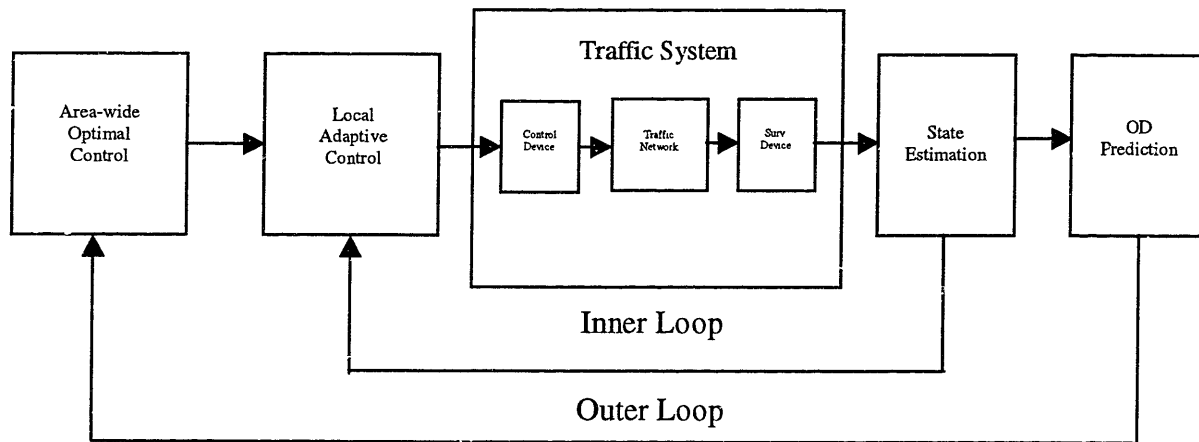 Traffic System
Area-wide
Optimal
Control
Local
Adaptive
Control
Control
Device
Traffic
Network
Surv
Device
State
Estimation
OD
Prediction
Inner Loop
Outer Loop